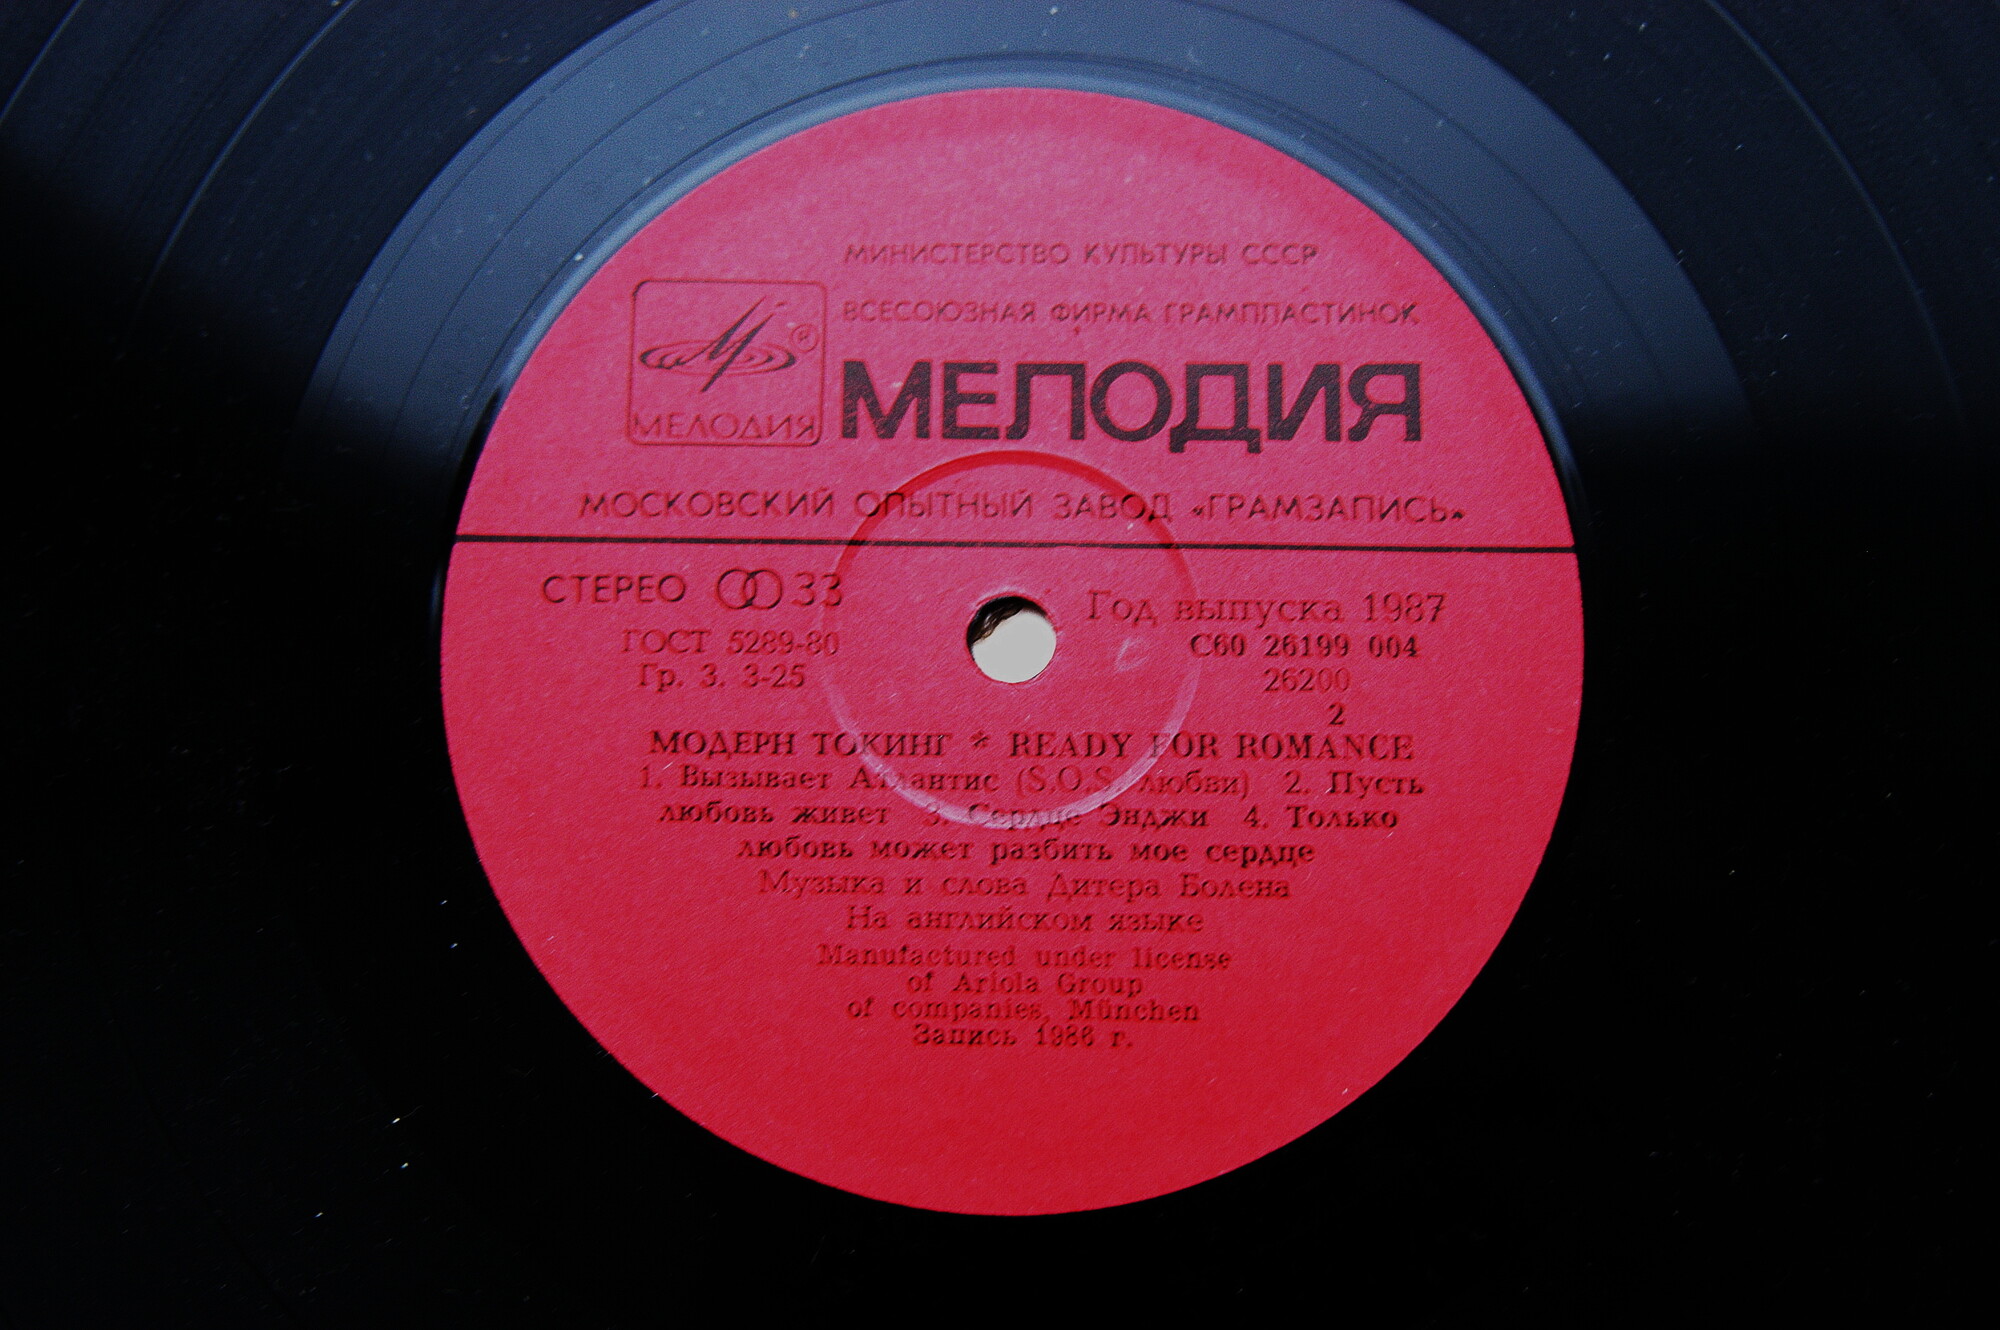 МИНИСТЕРСТВО КУЛЬТУРЫ СССР
ВСЕСОЮЗНАЯ ФИРМА ГРАМПЛАСТИНОК
МЕЛОДИЯ ®
МЕЛОДИЯ
МОСКОВСКИЙ ОПЫТНЫЙ ЗАВОД «ГРАМЗАПИСЬ»
СТЕРЕО 33
ГОСТ 5289-80
Гр. 3. 3-25
Год выпуска 1987
С60 26199 004
26200
2
МОДЕРН ТОКИНГ * READY FOR ROMANCE
1. Вызывает Атлантис (S.O.S. любви) 2. Пусть
любовь живет 3. Сердце Энджи 4. Только
любовь может разбить мое сердце
Музыка и слова Дитера Болена
На английском языке
Manufactured under license
of Ariola Group
of companies, München
Запись 1986 г.